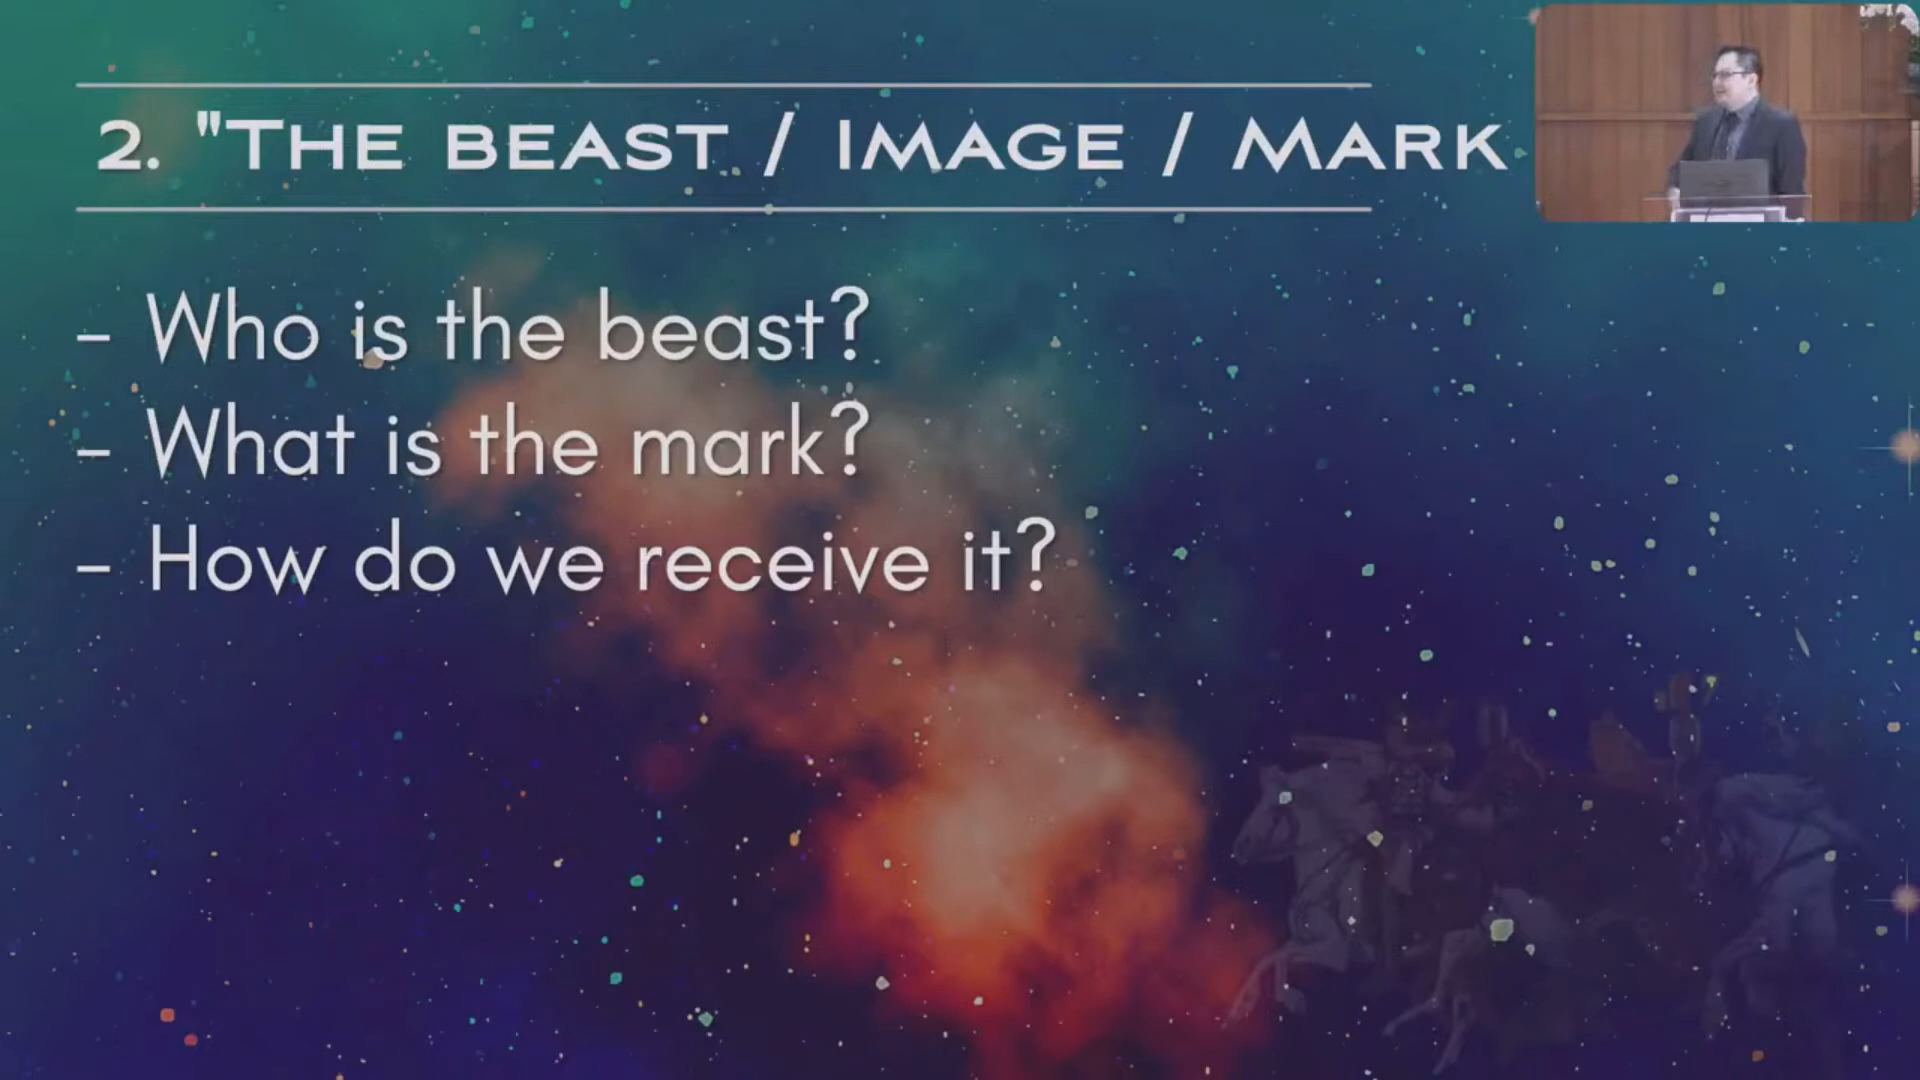 2. "The beast / Image / Mark
- Who is the beast?
- What is the mark?
- How do we receive it?